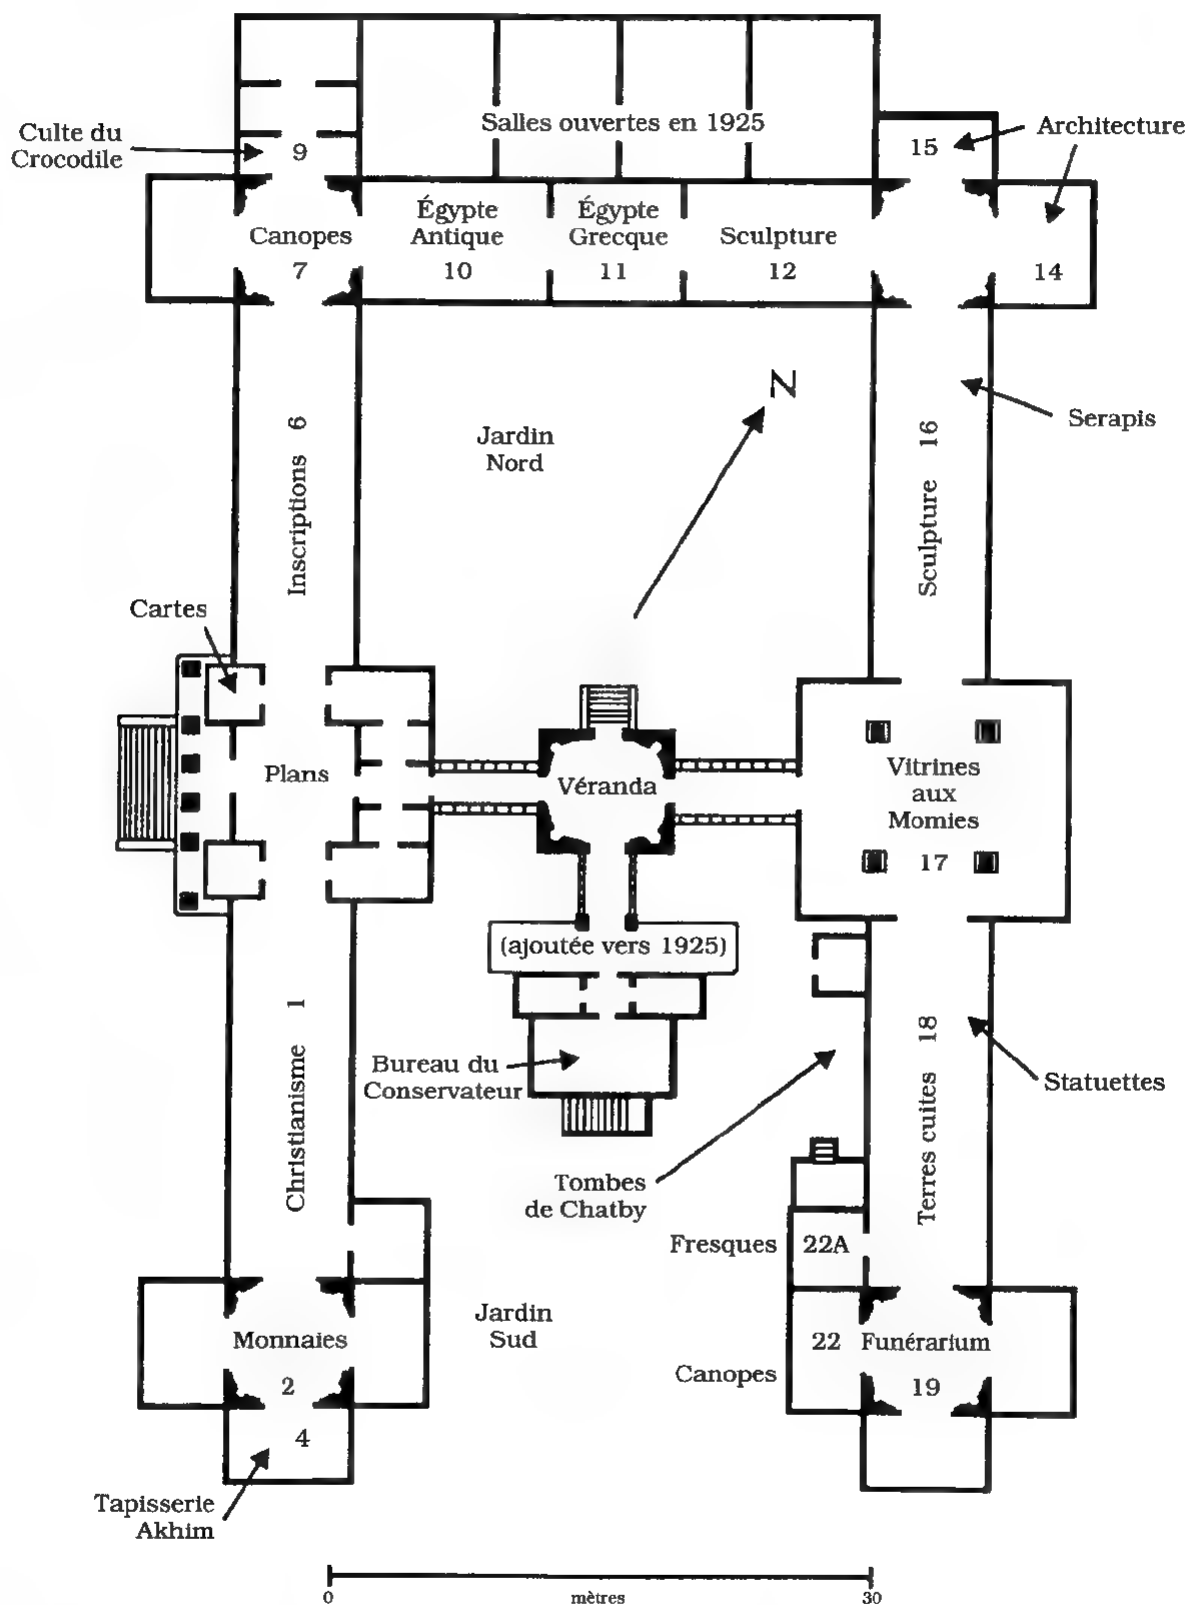 Salles ouvertes en 1925
Culte du
Crocodile
9
15
Architecture
Égypte
Antique
10
Égypte
Grecque
11
Sculpture
12
Canopes
7
14
N
Serapis
Inscriptions 6
Jardin
Nord
Sculpture 16
Cartes
Plans
Véranda
Vitrines
aux
Momies
17
(ajoutée vers 1925)
Christianisme 1
Bureau du
Conservateur
Terres cuites 18
Statuettes
Tombes
de Chatby
Fresques
22A
Monnaies
2
Jardin
Sud
22
Funérarium
19
Canopes
4
Tapisserie
Akhim
0
mètres
30